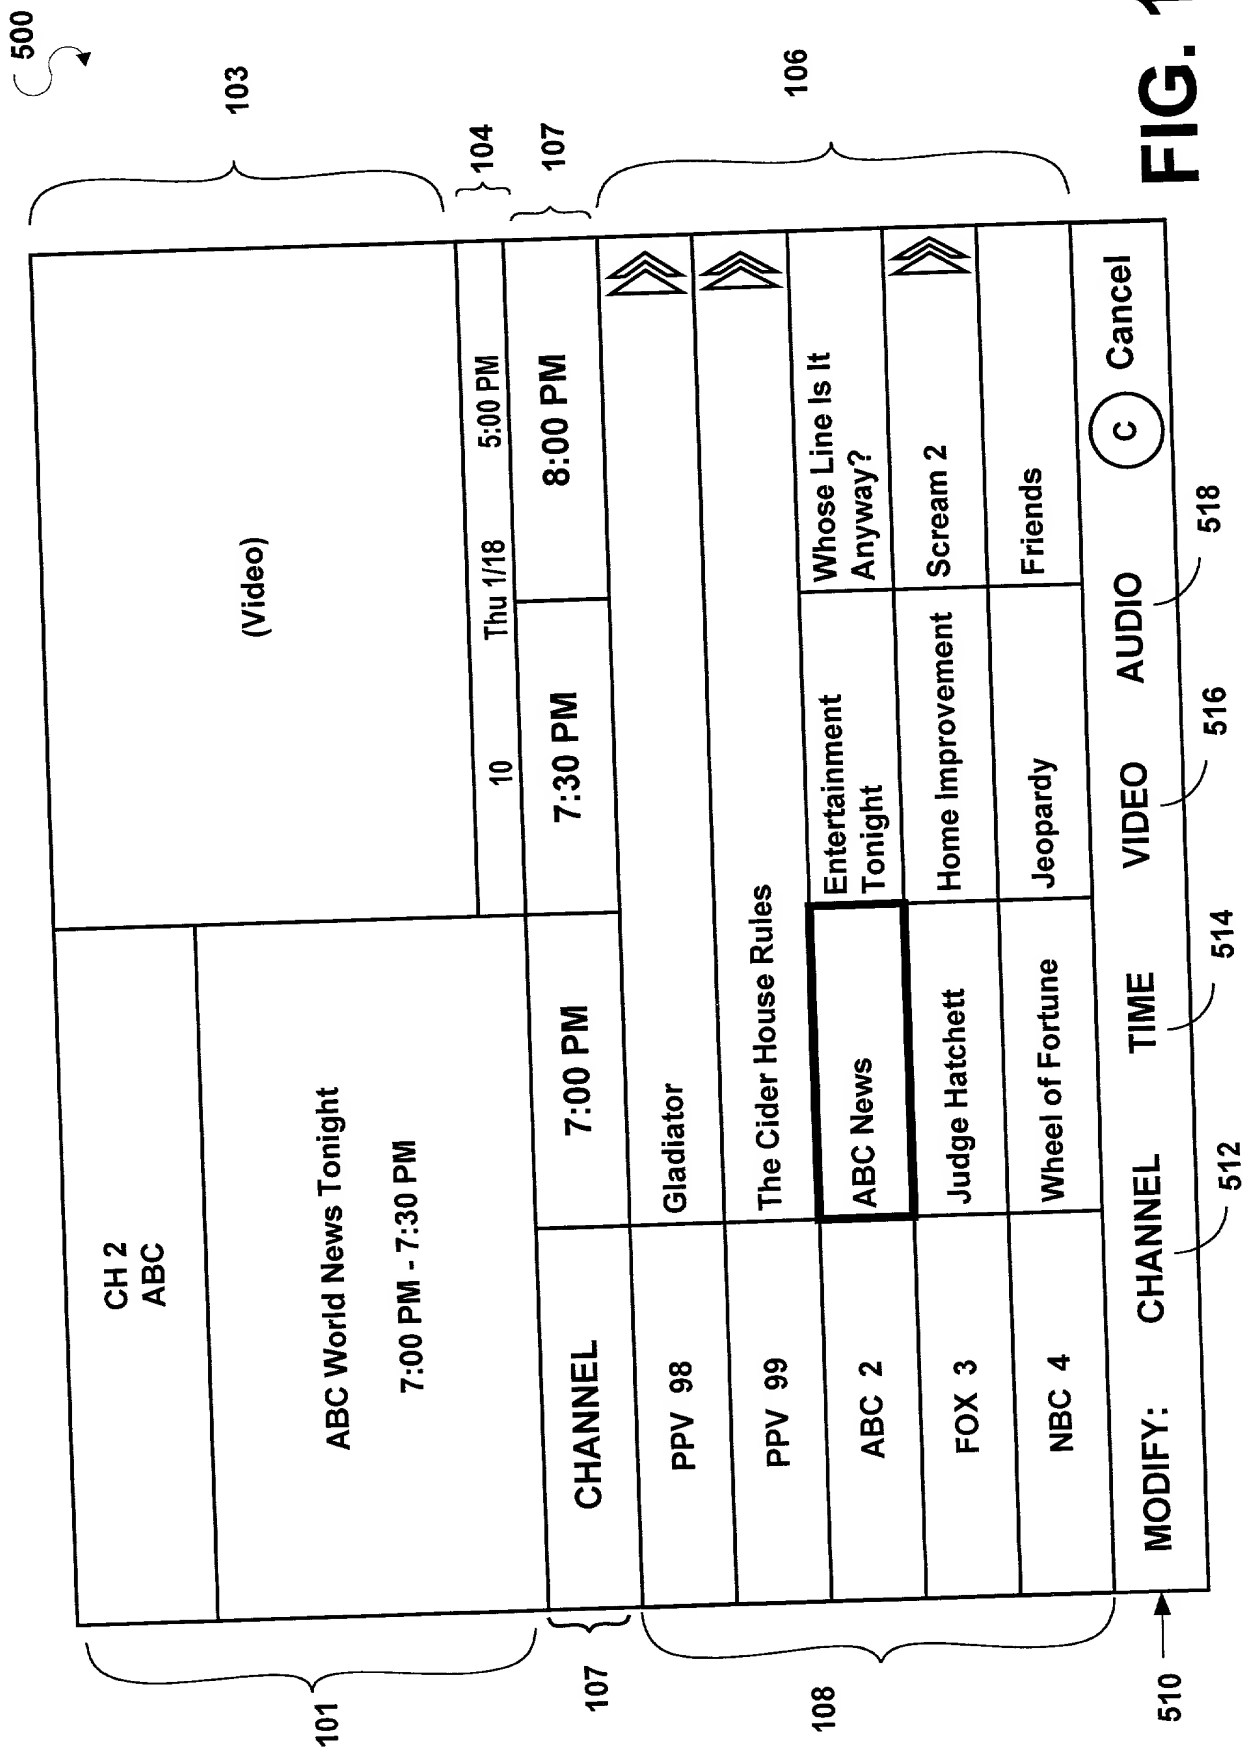 500
CH 2
ABC
ABC World News Tonight
7:00 PM - 7:30 PM
(Video)
10 Thu 1/18 5:00 PM
CHANNEL 7:00 PM 7:30 PM 8:00 PM
PPV 98 Gladiator
PPV 99 The Cider House Rules
ABC 2 ABC News Entertainment Tonight Whose Line Is It Anyway?
FOX 3 Judge Hatchett Home Improvement Scream 2
NBC 4 Wheel of Fortune Jeopardy Friends
MODIFY: CHANNEL TIME VIDEO AUDIO C Cancel
101
107
108
510
103
104
107
106
512
514
516
518
FIG.